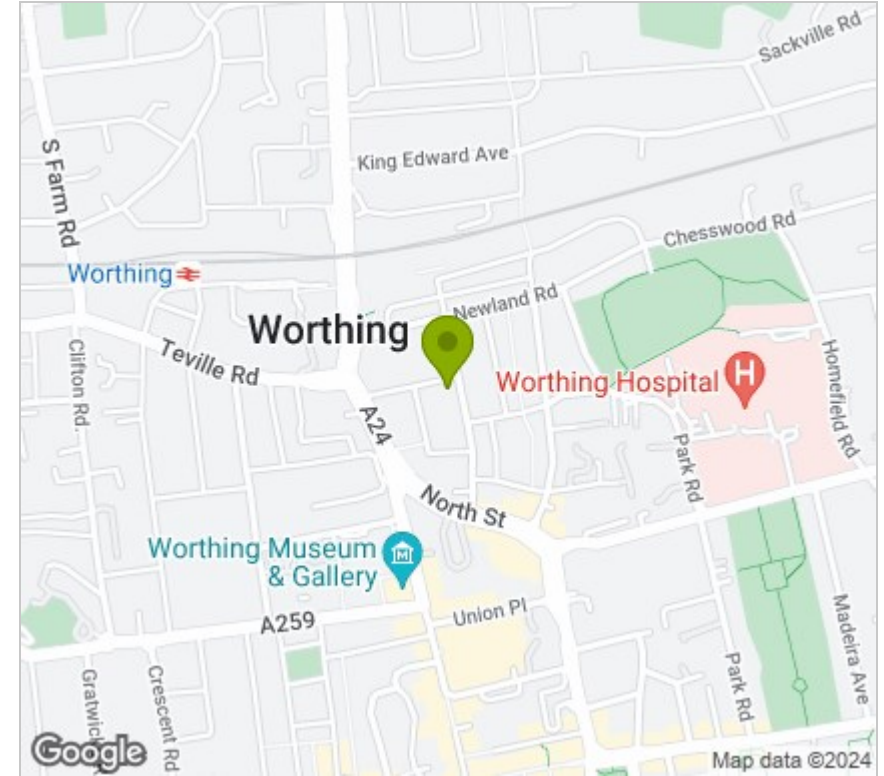 Sackville Rd
King Edward Ave
S Farm Rd
Chesswood Rd
Worthing
Newland Rd
Worthing
Teville Rd
Clifton Rd.
Worthing Hospital
H
Homefield Rd
A24
Park Rd
North St
Worthing Museum
& Gallery
M
Union Pl
A259
Madeira Ave
Park Rd
Crescent Rd
Google
Map data ©2024